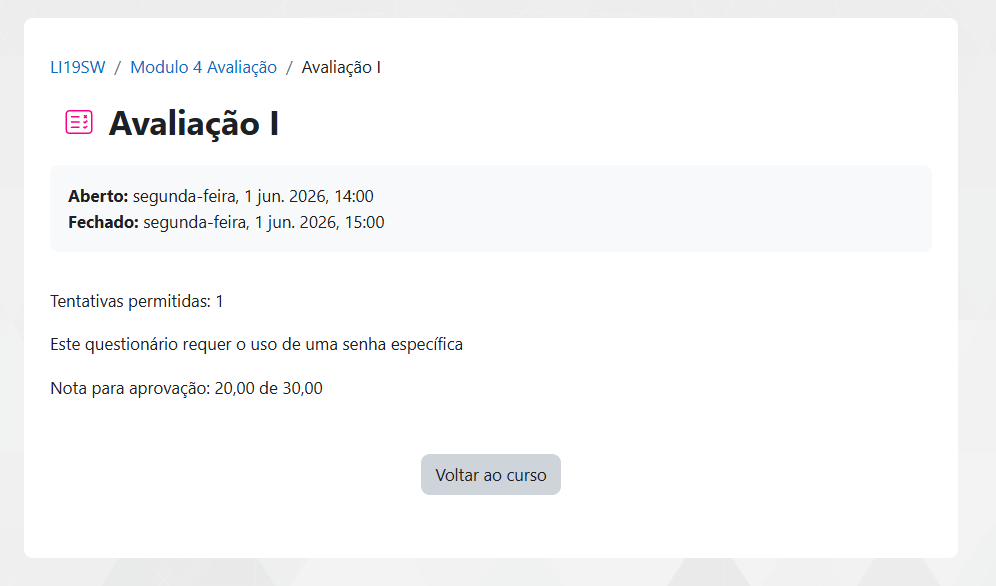 LI19SW / Modulo 4 Avaliação / Avaliação I
Avaliação I
Aberto: segunda-feira, 1 jun. 2026, 14:00
Fechado: segunda-feira, 1 jun. 2026, 15:00
Tentativas permitidas: 1
Este questionário requer o uso de uma senha específica
Nota para aprovação: 20,00 de 30,00
Voltar ao curso